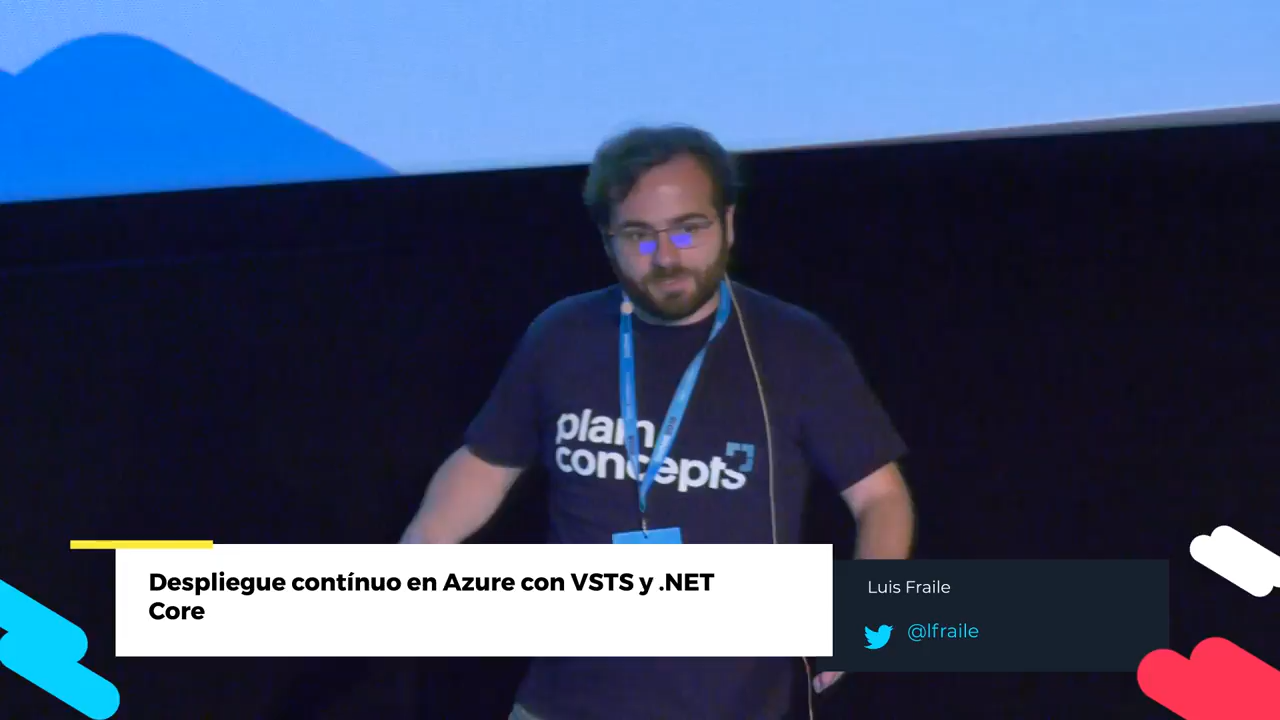 plain
concepts
Despliegue contínuo en Azure con VSTS y .NET
Core
Luis Fraile
@lfraile